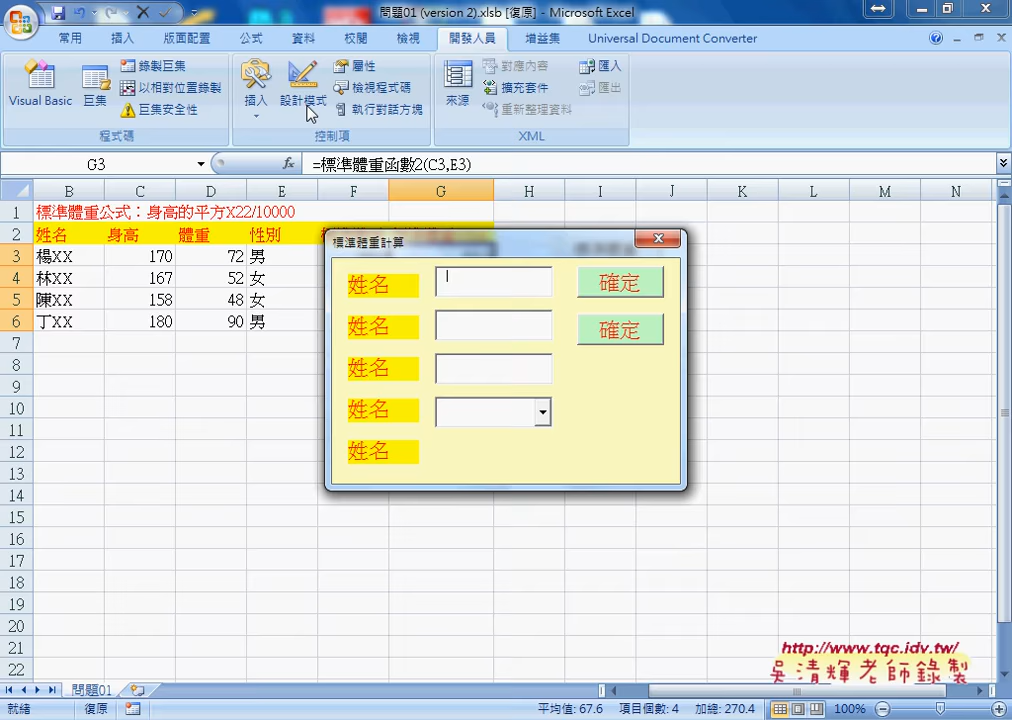 問題01 (version 2).xlsb [復原] - Microsoft Excel
常用 插入 版面配置 公式 資料 校閱 檢視 開發人員 增益集 Universal Document Converter
Visual Basic 巨集 錄製巨集 以相對位置錄製 巨集安全性 程式碼
插入 設計模式 屬性 檢視程式碼 執行對話方塊 控制項
來源 對應內容 擴充套件 重新整理資料 匯入 匯出 XML
G3 fx =標準體重函數2(C3,E3)
B C D E F G H I J K L M N
1 標準體重公式：身高的平方X22/10000
2 姓名 身高 體重 性別
3 楊XX 170 72 男
4 林XX 167 52 女
5 陳XX 158 48 女
6 丁XX 180 90 男
7
8
9
10
11
12
13
14
15
16
17
18
19
20
21
22
標準體重計算
姓名 確定
姓名 確定
姓名
姓名
姓名
http://www.tqc.idv.tw/
吳清輝老師錄製
問題01
就緒 復原 平均值: 67.6 項目個數: 4 加總: 270.4 100%